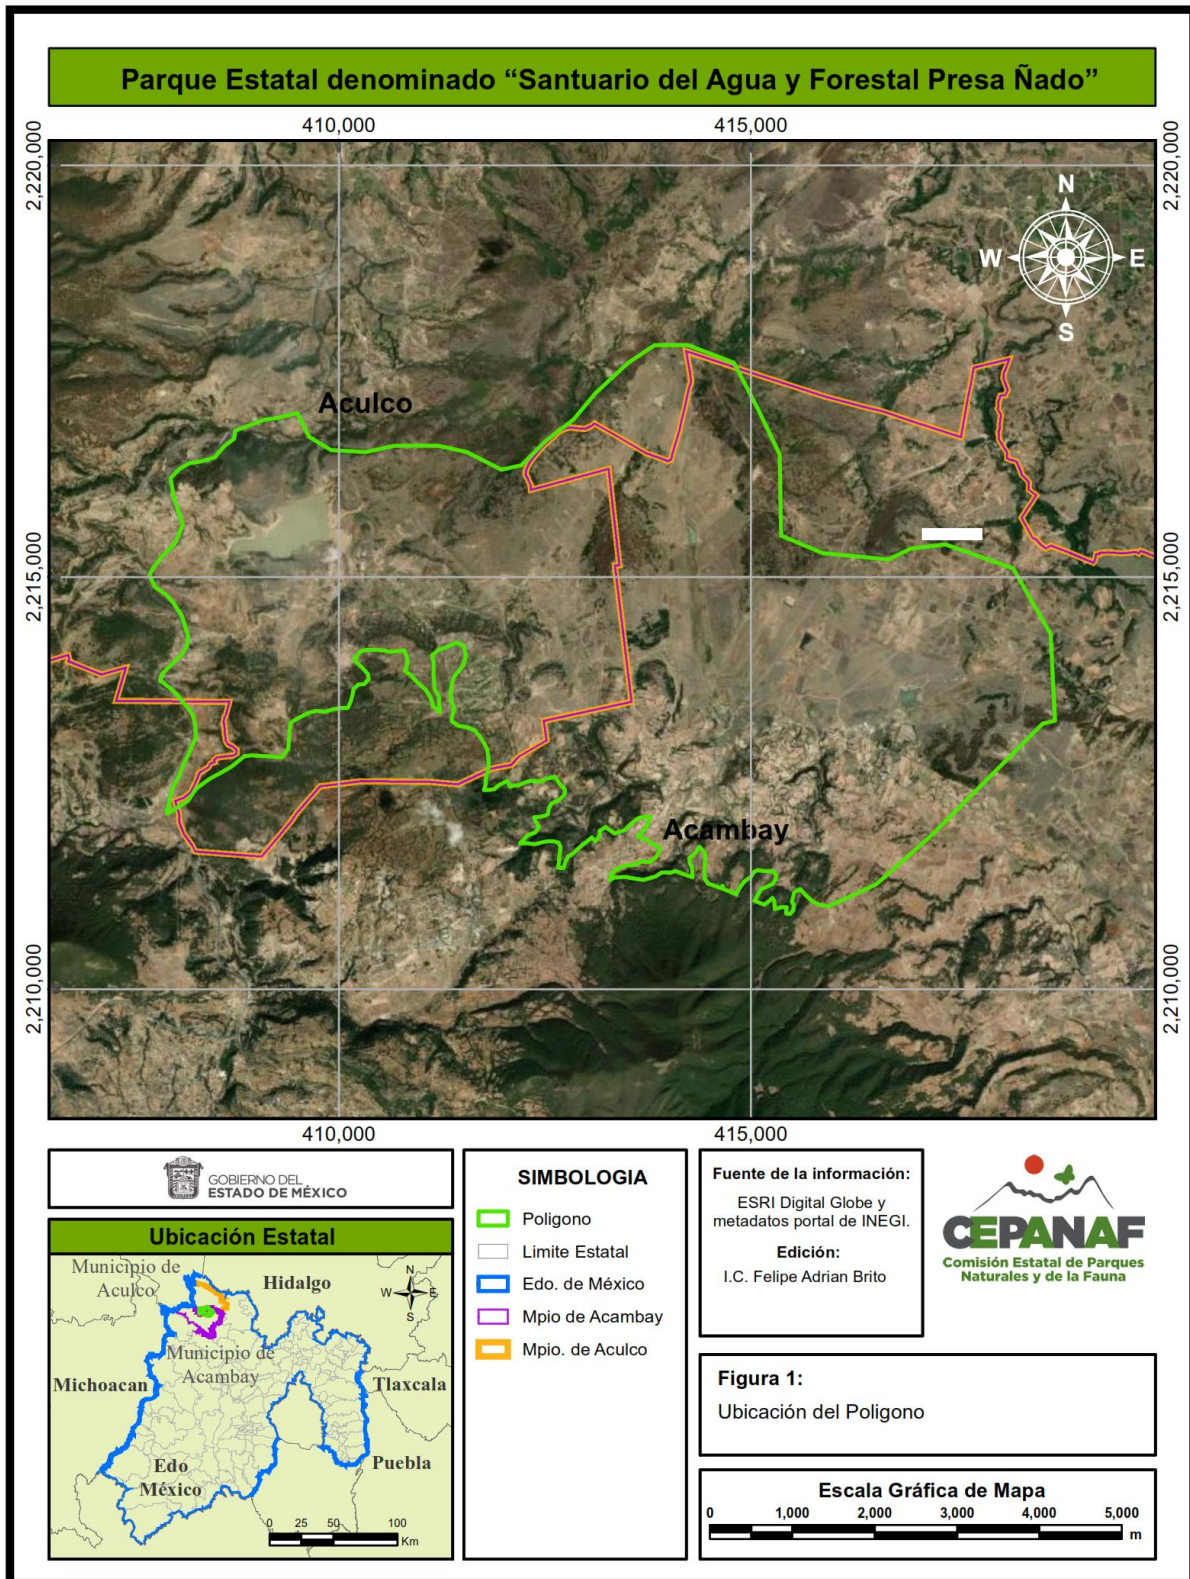 Parque Estatal denominado “Santuario del Agua y Forestal Presa Ñado”
410,000
415,000
2,220,000
2,220,000
N
W
E
S
Aculco
2,215,000
2,215,000
Acambay
2,210,000
2,210,000
410,000
415,000
GOBIERNO DEL
ESTADO DE MÉXICO
Ubicación Estatal
Municipio de
Aculco
Hidalgo
N
W
E
S
Municipio de
Acambay
Michoacan
Tlaxcala
Edo
México
Puebla
0 25 50 100
Km
SIMBOLOGIA
Poligono
Limite Estatal
Edo. de México
Mpio de Acambay
Mpio. de Aculco
Fuente de la información:
ESRI Digital Globe y
metadatos portal de INEGI.
Edición:
I.C. Felipe Adrian Brito
CEPANAF
Comisión Estatal de Parques
Naturales y de la Fauna
Figura 1:
Ubicación del Poligono
Escala Gráfica de Mapa
0 1,000 2,000 3,000 4,000 5,000
m